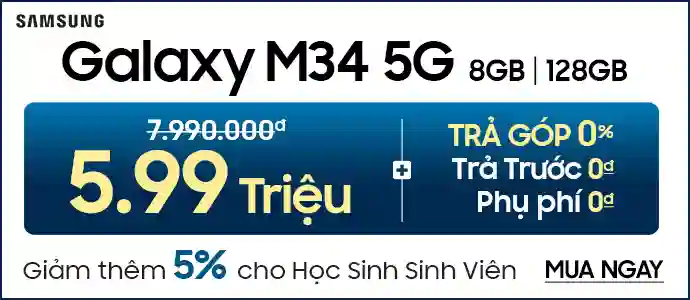 SAMSUNG
Galaxy M34 5G 8GB | 128GB
7.990.000đ
5.99 Triệu
TRẢ GÓP 0%
Trả Trước 0đ
Phụ phí 0đ
Giảm thêm 5% cho Học Sinh Sinh Viên MUA NGAY